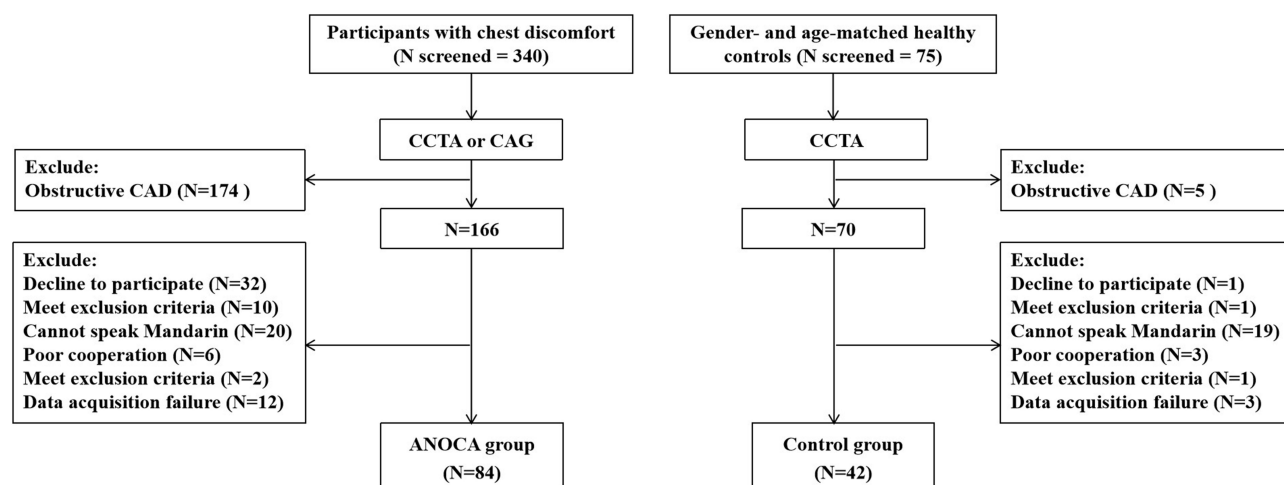 Participants with chest discomfort
(N screened = 340)
Gender- and age-matched healthy
controls (N screened = 75)
CCTA or CAG
CCTA
Exclude:
Obstructive CAD (N=174 )
Exclude:
Obstructive CAD (N=5 )
N=166
N=70
Exclude:
Decline to participate (N=32)
Meet exclusion criteria (N=10)
Cannot speak Mandarin (N=20)
Poor cooperation (N=6)
Meet exclusion criteria (N=2)
Data acquisition failure (N=12)
Exclude:
Decline to participate (N=1)
Meet exclusion criteria (N=1)
Cannot speak Mandarin (N=19)
Poor cooperation (N=3)
Meet exclusion criteria (N=1)
Data acquisition failure (N=3)
ANOCA group
(N=84)
Control group
(N=42)